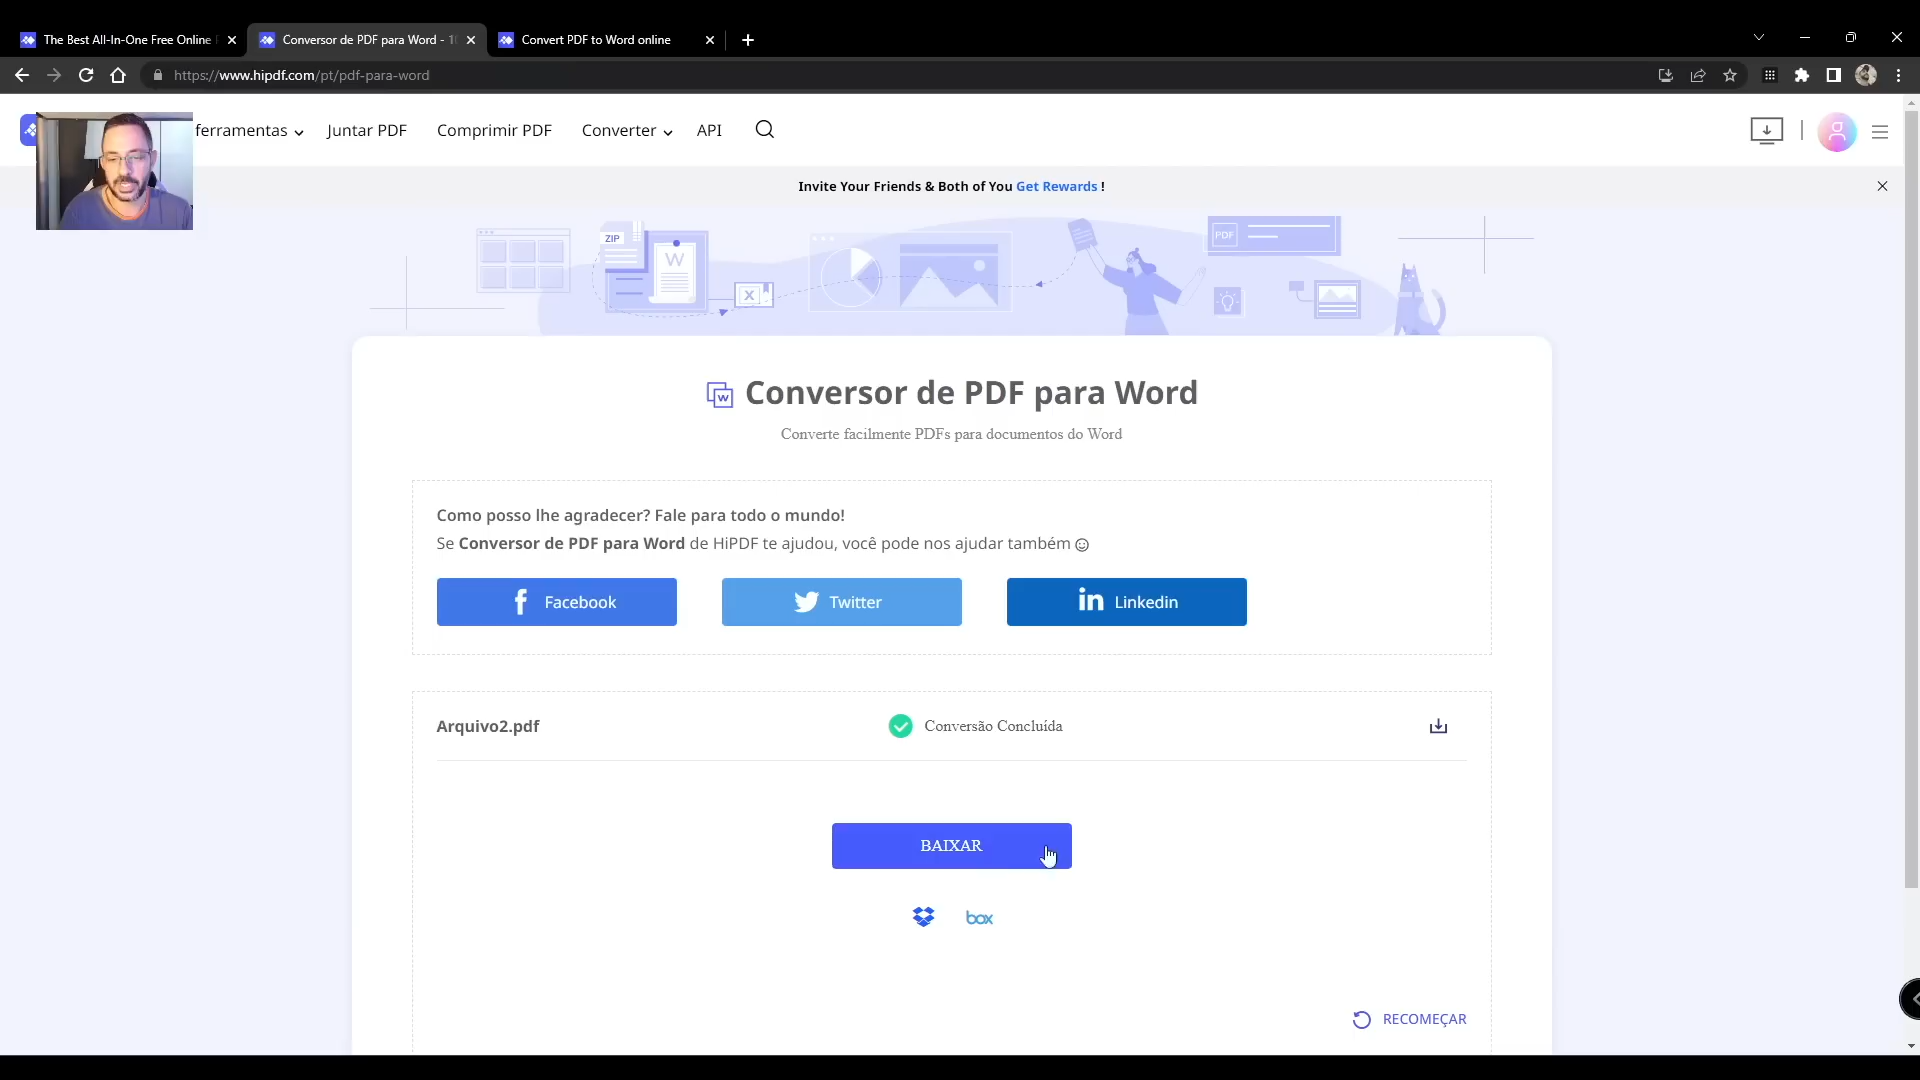 The Best All-In-One Free Online
Conversor de PDF para Word - 1
Convert PDF to Word online
https://www.hipdf.com/pt/pdf-para-word
ferramentas
Juntar PDF
Comprimir PDF
Converter
API
Invite Your Friends & Both of You Get Rewards !
ZIP
W
X
PDF
Conversor de PDF para Word
Converte facilmente PDFs para documentos do Word
Como posso lhe agradecer? Fale para todo o mundo!
Se Conversor de PDF para Word de HiPDF te ajudou, você pode nos ajudar também
Facebook
Twitter
Linkedin
Arquivo2.pdf
Conversão Concluída
BAIXAR
box
RECOMEÇAR